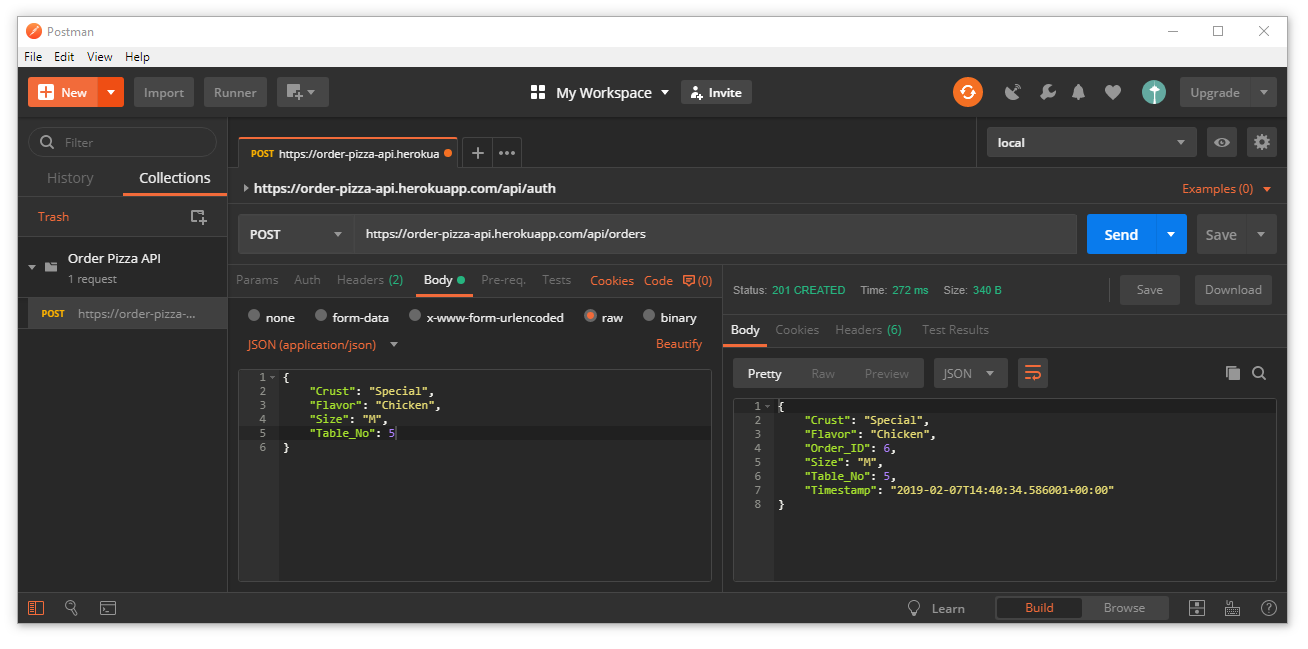 Postman
File Edit View Help
New Import Runner My Workspace Invite Upgrade
Filter
History Collections
Trash
Order Pizza API
1 request
POST https://order-pizza-...
POST https://order-pizza-api.herokua
local
https://order-pizza-api.herokuapp.com/api/auth Examples (0)
POST https://order-pizza-api.herokuapp.com/api/orders Send Save
Params Auth Headers (2) Body Pre-req. Tests Cookies Code (0)
none form-data x-www-form-urlencoded raw binary
JSON (application/json) Beautify
1 {
2 "Crust": "Special",
3 "Flavor": "Chicken",
4 "Size": "M",
5 "Table_No": 5
6 }
Status: 201 CREATED Time: 272 ms Size: 340 B Save Download
Body Cookies Headers (6) Test Results
Pretty Raw Preview JSON
1 {
2 "Crust": "Special",
3 "Flavor": "Chicken",
4 "Order_ID": 6,
5 "Size": "M",
6 "Table_No": 5,
7 "Timestamp": "2019-02-07T14:40:34.586001+00:00"
8 }
Learn Build Browse